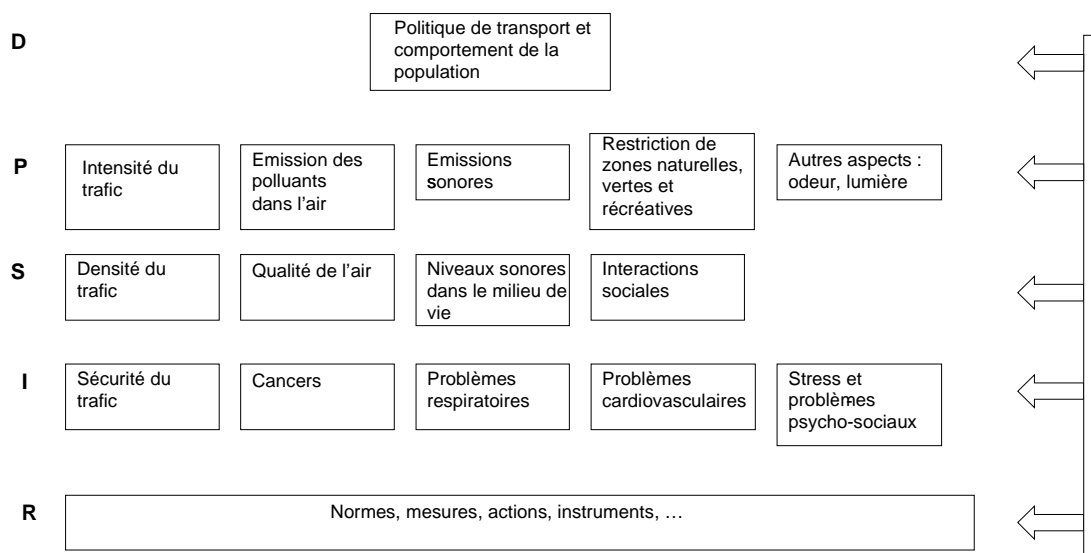 D
Politique de transport et
comportement de la
population
P
Intensité du
trafic
Emission des
polluants
dans l’air
Emissions
sonores
Restriction de
zones naturelles,
vertes et
récréatives
Autres aspects :
odeur, lumière
S
Densité du
trafic
Qualité de l’air
Niveaux sonores
dans le milieu de
vie
Interactions
sociales
I
Sécurité du
trafic
Cancers
Problèmes
respiratoires
Problèmes
cardiovasculaires
Stress et
problèmes
psycho-sociaux
R
Normes, mesures, actions, instruments, …